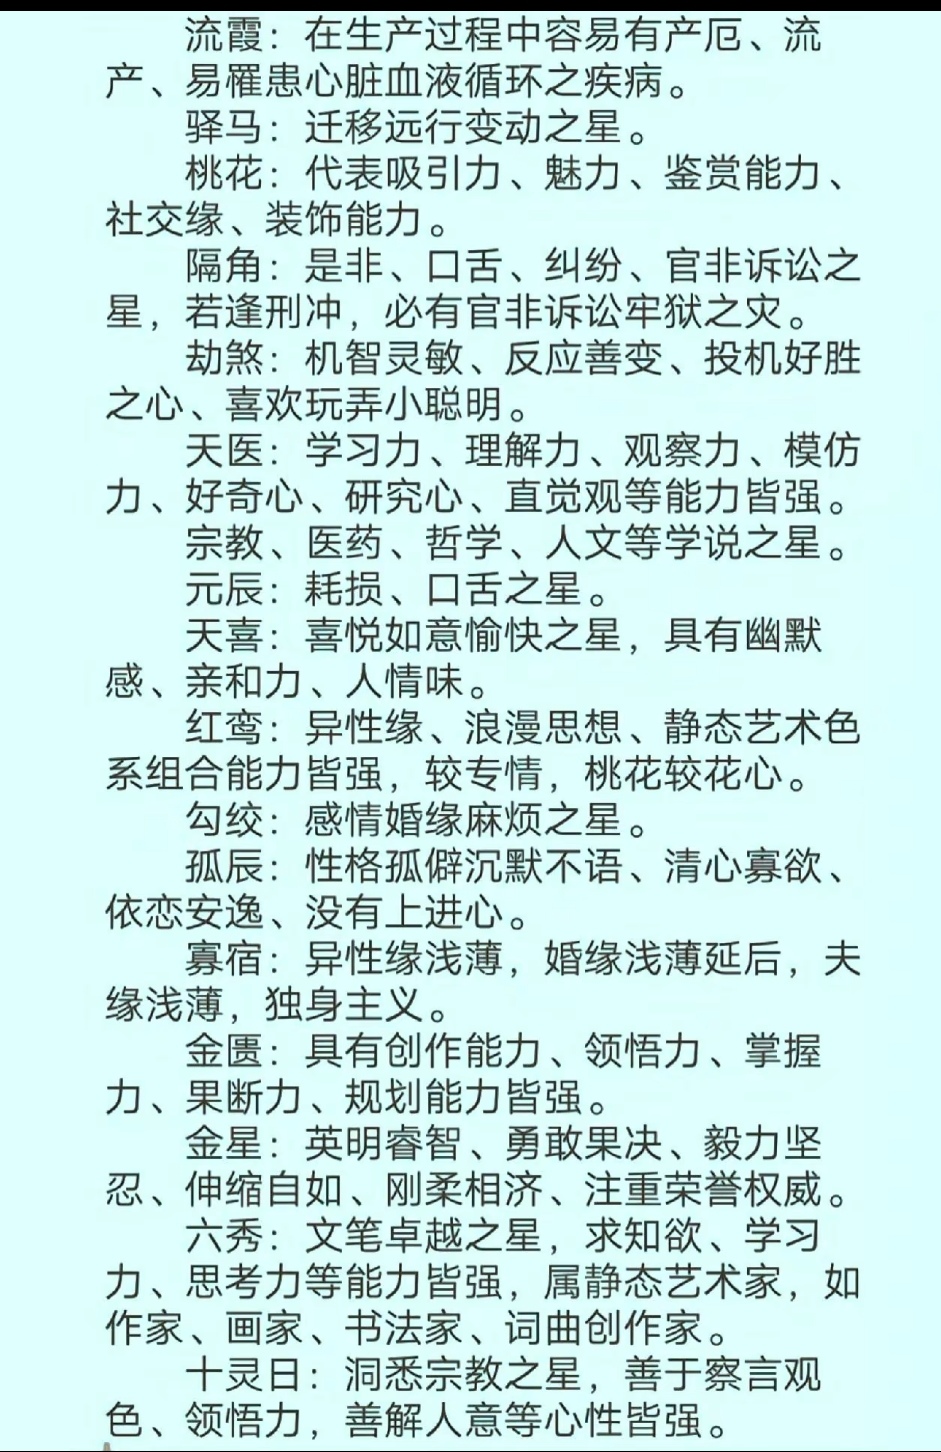 流霞：在生产过程中容易有产厄、流
产、易罹患心脏血液循环之疾病。
驿马：迁移远行变动之星。
桃花：代表吸引力、魅力、鉴赏能力、
社交缘、装饰能力。
隔角：是非、口舌、纠纷、官非诉讼之
星，若逢刑冲，必有官非诉讼牢狱之灾。
劫煞：机智灵敏、反应善变、投机好胜
之心、喜欢玩弄小聪明。
天医：学习力、理解力、观察力、模仿
力、好奇心、研究心、直觉观等能力皆强。
宗教、医药、哲学、人文等学说之星。
元辰：耗损、口舌之星。
天喜：喜悦如意愉快之星，具有幽默
感、亲和力、人情味。
红鸾：异性缘、浪漫思想、静态艺术色
系组合能力皆强，较专情，桃花较花心。
勾绞：感情婚缘麻烦之星。
孤辰：性格孤僻沉默不语、清心寡欲、
依恋安逸、没有上进心。
寡宿：异性缘浅薄，婚缘浅薄延后，夫
缘浅薄，独身主义。
金匮：具有创作能力、领悟力、掌握
力、果断力、规划能力皆强。
金星：英明睿智、勇敢果决、毅力坚
忍、伸缩自如、刚柔相济、注重荣誉权威。
六秀：文笔卓越之星，求知欲、学习
力、思考力等能力皆强，属静态艺术家，如
作家、画家、书法家、词曲创作家。
十灵日：洞悉宗教之星，善于察言观
色、领悟力，善解人意等心性皆强。